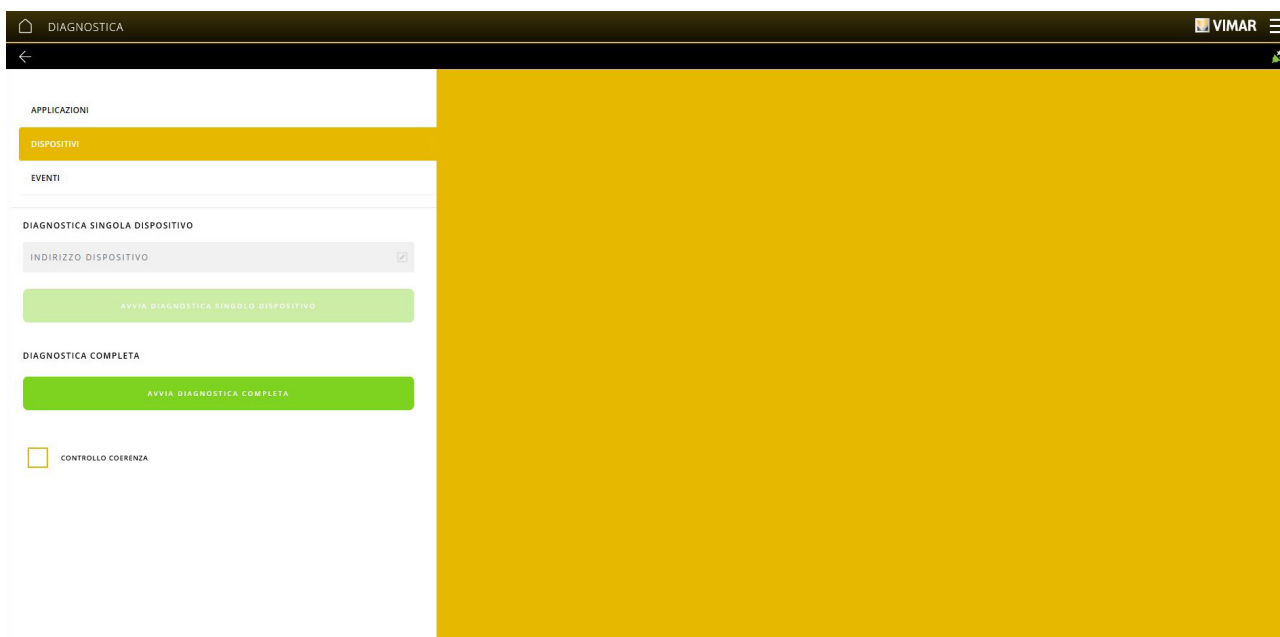 DIAGNOSTICA
VIMAR
APPLICAZIONI
DISPOSITIVI
EVENTI
DIAGNOSTICA SINGOLA DISPOSITIVO
INDIRIZZO DISPOSITIVO
AVVIA DIAGNOSTICA SINGOLO DISPOSITIVO
DIAGNOSTICA COMPLETA
AVVIA DIAGNOSTICA COMPLETA
CONTROLLO COERENZA